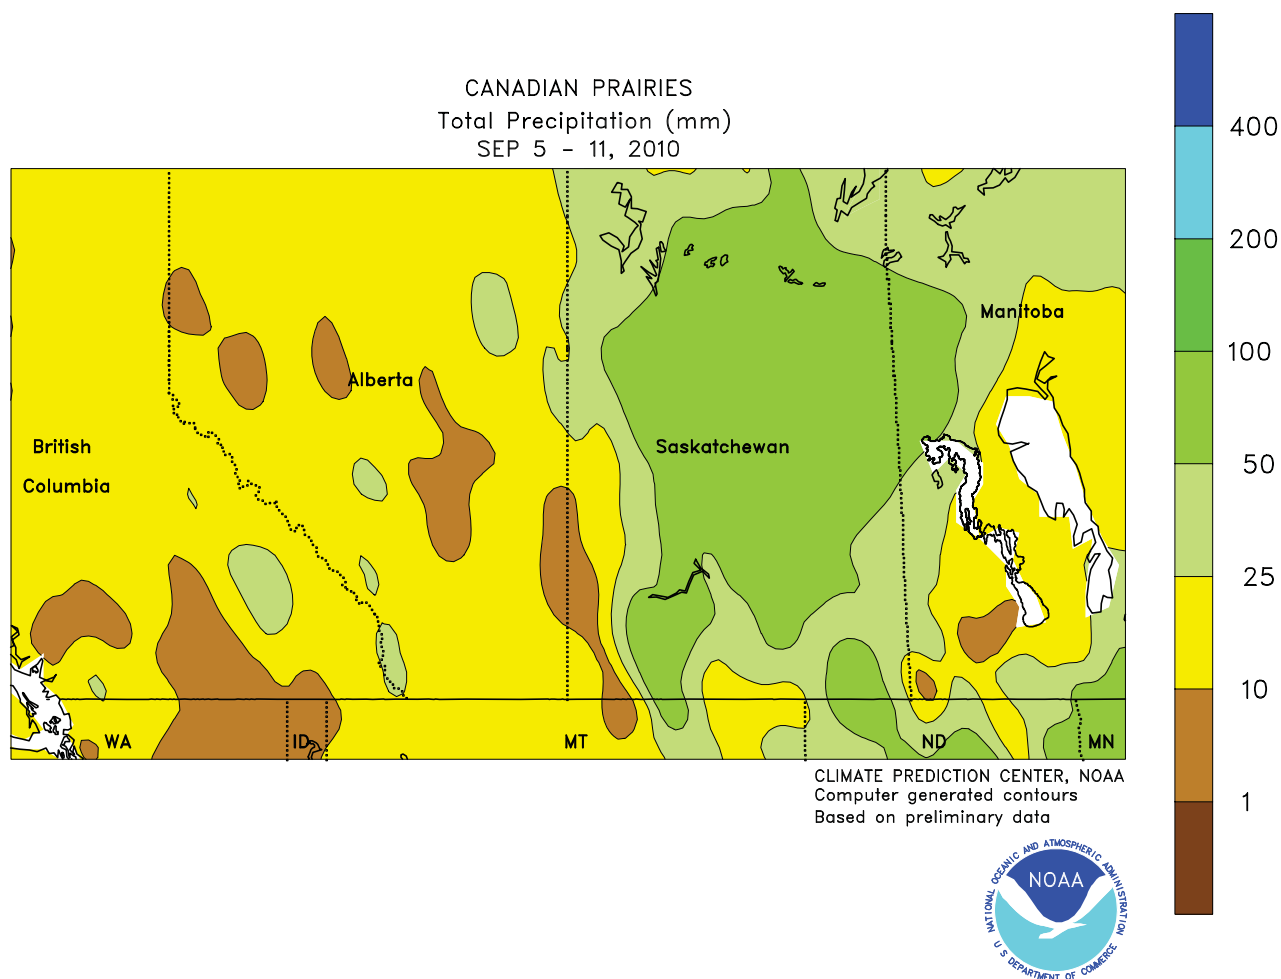 CANADIAN PRAIRIES
Total Precipitation (mm)
SEP 5 - 11, 2010
400
200
100
50
25
10
1
Manitoba
Alberta
British
Columbia
Saskatchewan
WA
ID
MT
ND
MN
CLIMATE PREDICTION CENTER, NOAA
Computer generated contours
Based on preliminary data
NATIONAL OCEANIC AND ATMOSPHERIC ADMINISTRATION
NOAA
U S DEPARTMENT OF COMMERCE